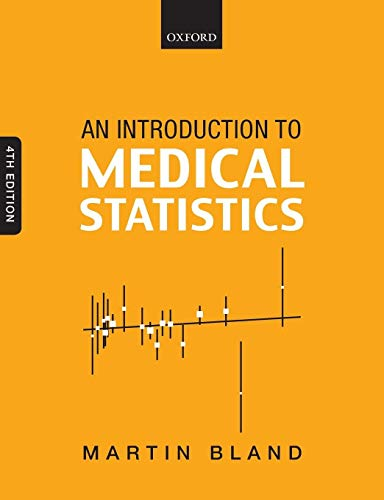 OXFORD
AN INTRODUCTION TO
MEDICAL
STATISTICS
4TH EDITION
MARTIN BLAND